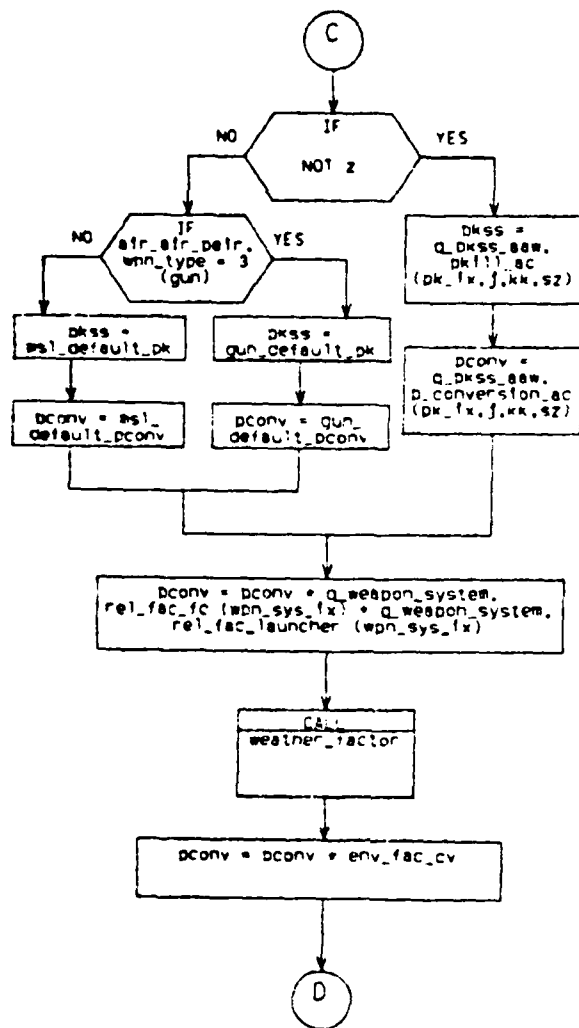 C
IF
NO
YES
NOT z
IF
NO
air_air_patr.
YES
wpn_type = 3
(gun)
pkss =
q_pkss_aaw.
pkill_ac
(pk_ix,j,kk,sz)
pkss =
msl_default_pk
pkss =
gun_default_pk
pconv =
q_pkss_aaw.
p_conversion_ac
(pk_ix,j,kk,sz)
pconv = msl_
default_pconv
pconv = gun_
default_pconv
pconv = pconv * q_weapon_system.
rel_fac_fc (wpn_sys_ix) * q_weapon_system.
rel_fac_launcher (wpn_sys_ix)
CALL
weather_factor
pconv = pconv * env_fac_cv
D